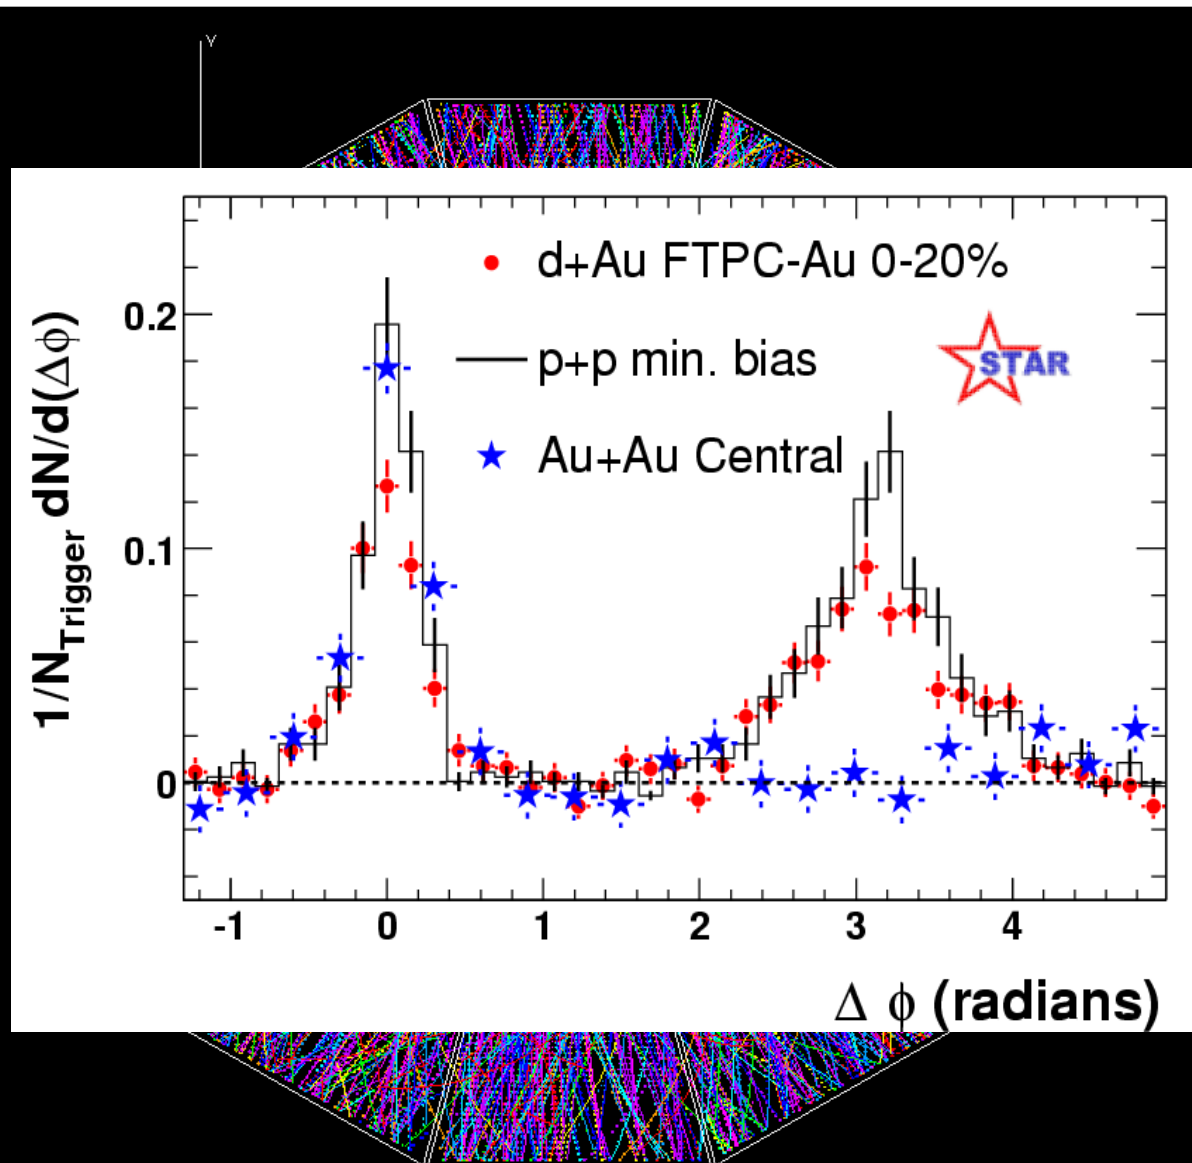 Y
d+Au FTPC-Au 0-20%
p+p min. bias
STAR
Au+Au Central
1/N_Trigger dN/d(Δϕ)
0.2
0.1
0
-1 0 1 2 3 4
Δ ϕ (radians)